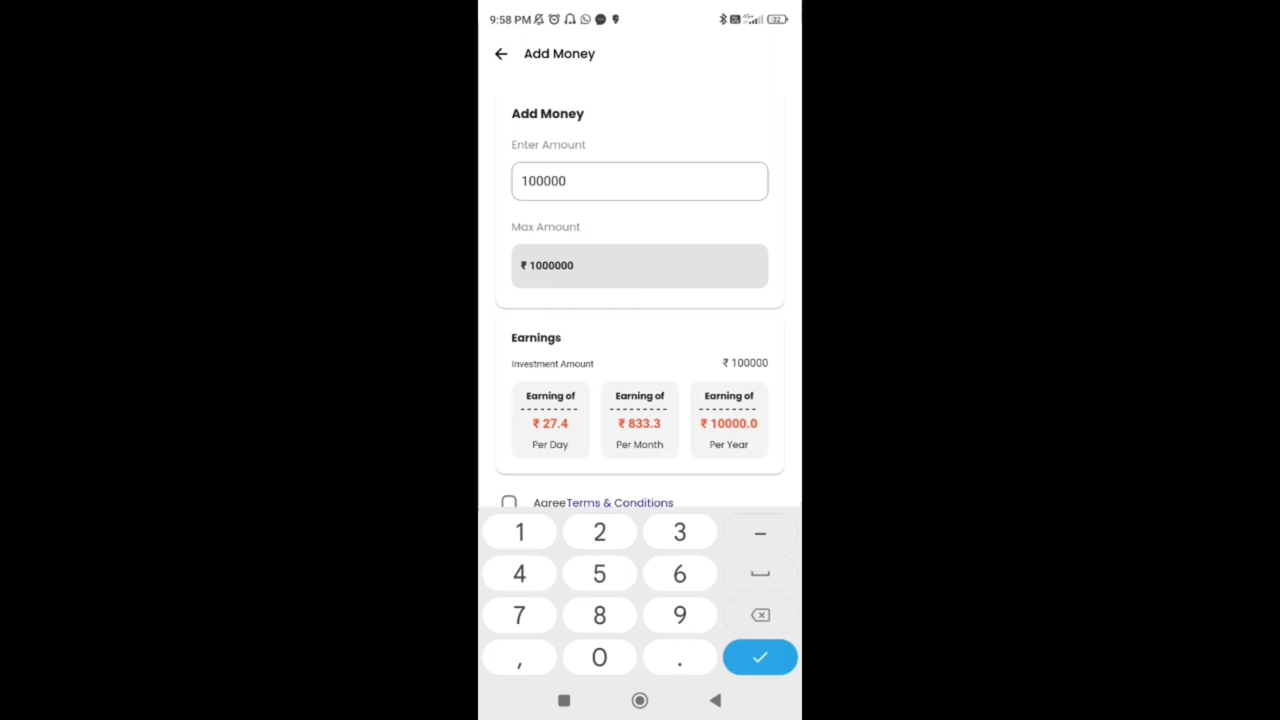 9:58 PM
32
Add Money
Add Money
Enter Amount
100000
Max Amount
₹ 1000000
Earnings
Investment Amount ₹ 100000
Earning of Earning of Earning of
₹ 27.4 ₹ 833.3 ₹ 10000.0
Per Day Per Month Per Year
AgreeTerms & Conditions
1 2 3 –
4 5 6
7 8 9
, 0 .